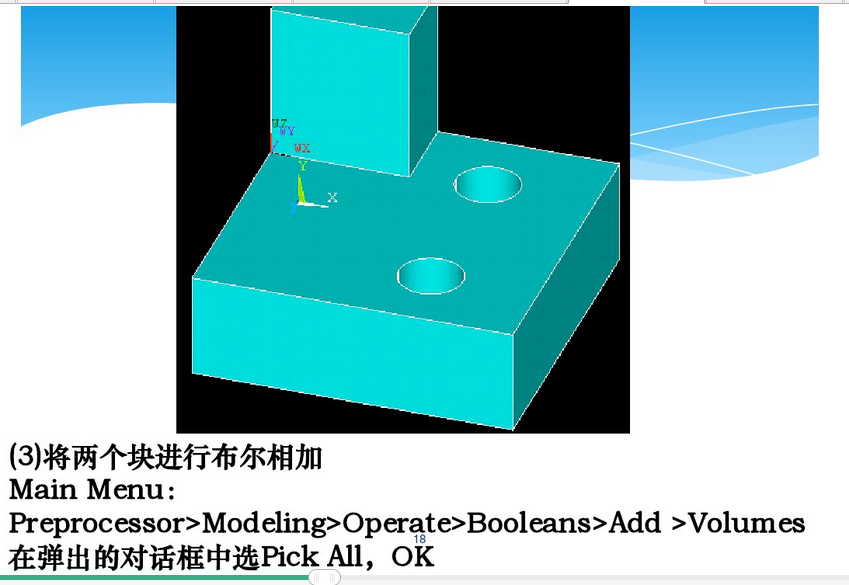 WZ
WY
WX
Y
X
Z
(3)将两个块进行布尔相加
Main Menu:
Preprocessor>Modeling>Operate>Booleans>Add >Volumes
18
在弹出的对话框中选Pick All，OK